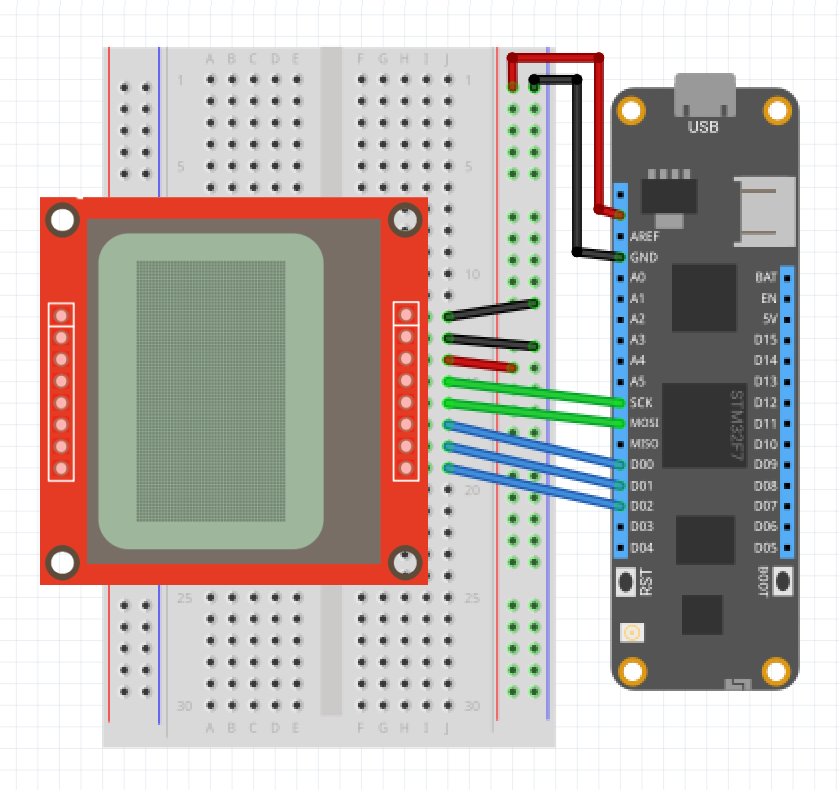 A B C D E F G H I J
1 1
5 5
10
20
25 25
30 30
A B C D E F G H I J
USB
AREF
GND
A0 BAT
A1 EN
A2 5V
A3 D15
A4 D14
A5 D13
SCK D12
MOSI D11
MISO D10
D00 D09
D01 D08
D02 D07
D03 D06
D04 D05
STM32F7
RST BOOT